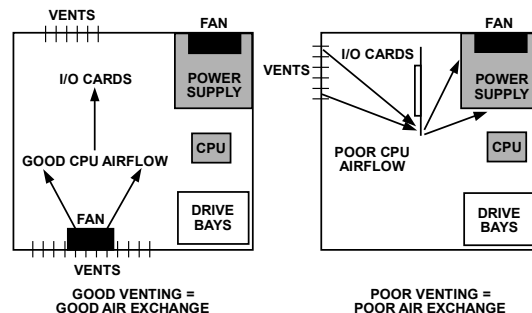 VENTS
FAN
I/O CARDS
POWER
SUPPLY
GOOD CPU AIRFLOW
CPU
FAN
DRIVE
BAYS
VENTS
GOOD VENTING =
GOOD AIR EXCHANGE
FAN
VENTS
I/O CARDS
POWER
SUPPLY
POOR CPU
AIRFLOW
CPU
DRIVE
BAYS
POOR VENTING =
POOR AIR EXCHANGE